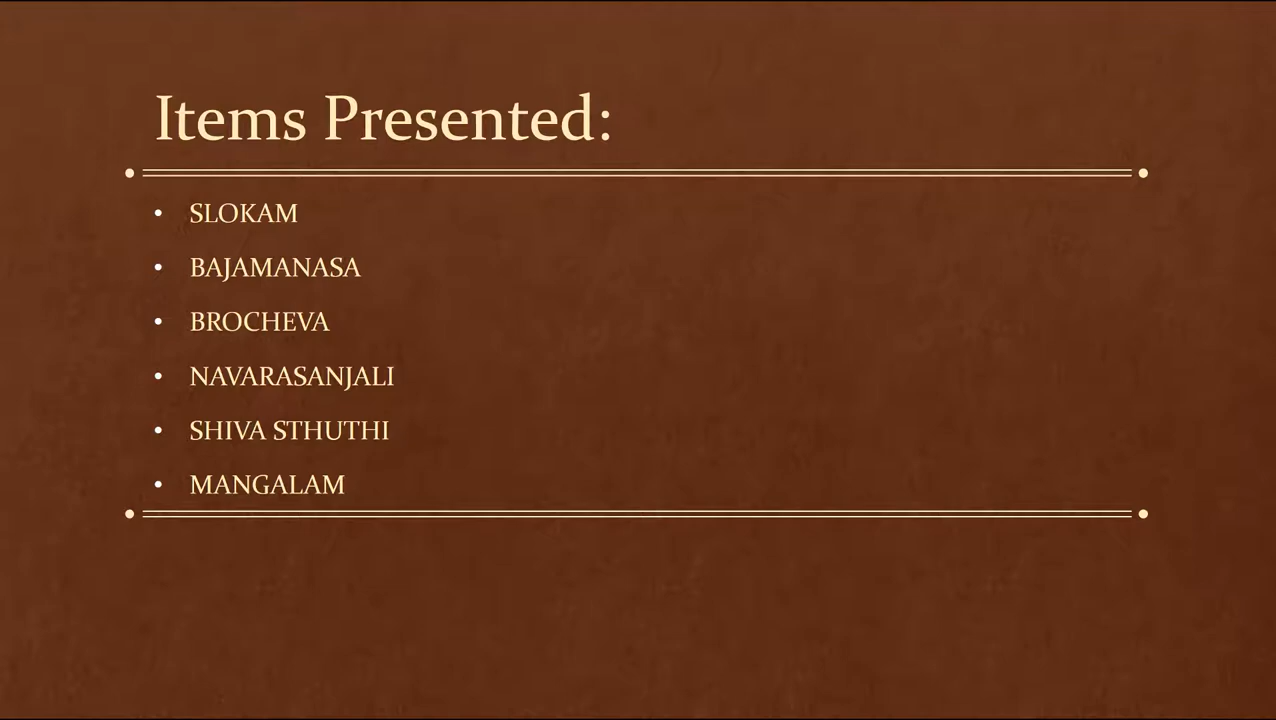 Items Presented:
• SLOKAM
• BAJAMANASA
• BROCHEVA
• NAVARASANJALI
• SHIVA STHUTHI
• MANGALAM